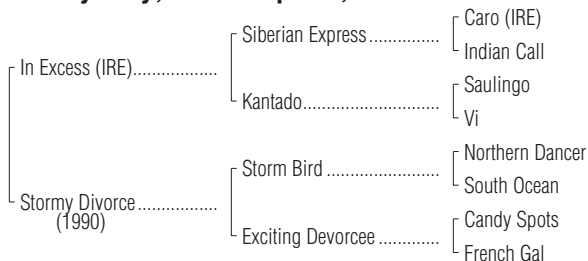 Caro (IRE)
Siberian Express
Indian Call
In Excess (IRE)
Saulingo
Kantado
Vi
Northern Dancer
Storm Bird
South Ocean
Stormy Divorce
(1990)
Candy Spots
Exciting Devorcee
French Gal